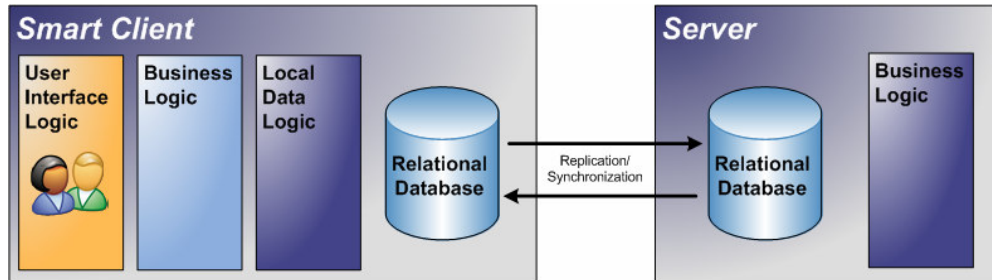 Smart Client
User
Interface
Logic
Business
Logic
Local
Data
Logic
Relational
Database
Replication/
Synchronization
Server
Relational
Database
Business
Logic